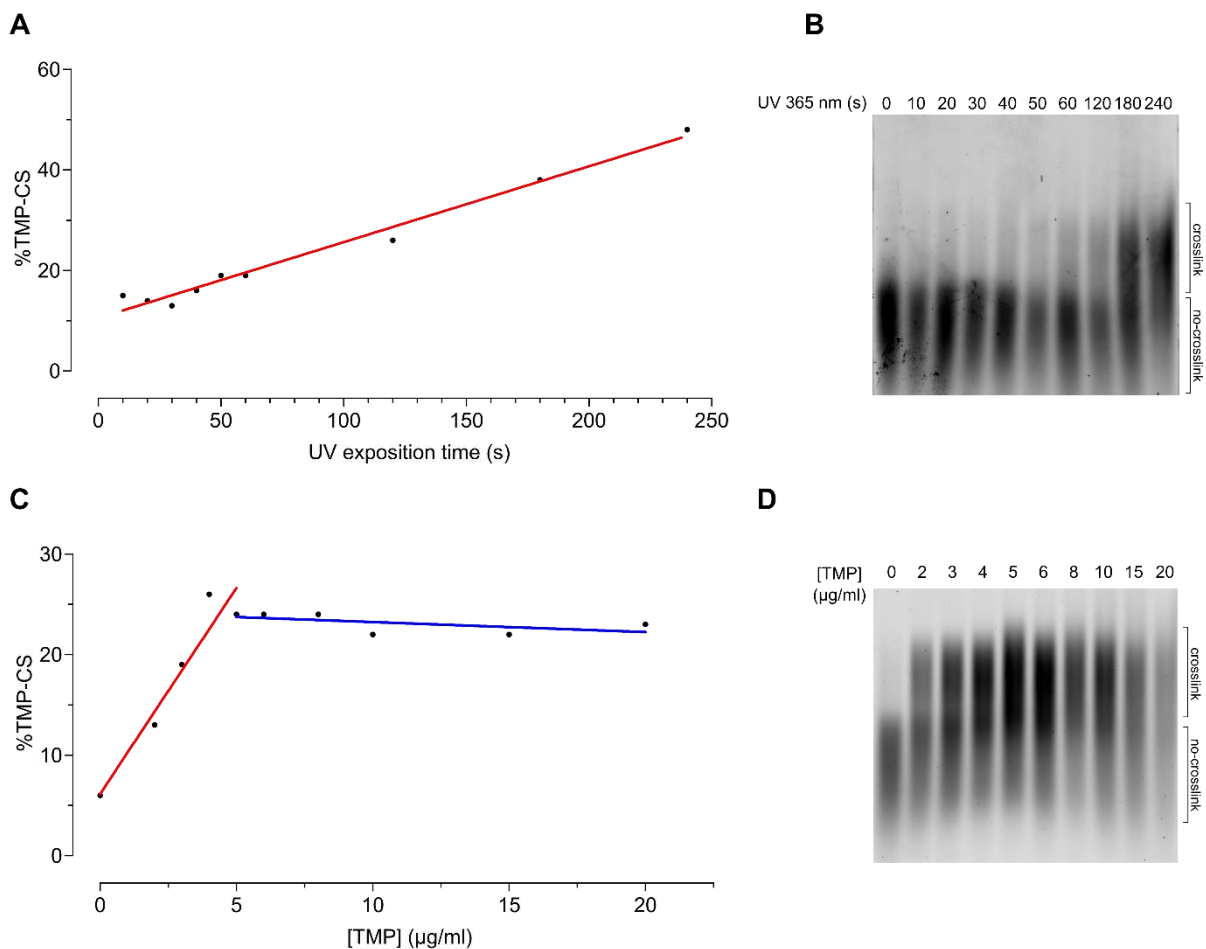 A
60
40
20
0
%TMP-CS
0 50 100 150 200 250
UV exposition time (s)
B
UV 365 nm (s) 0 10 20 30 40 50 60 120 180 240
crosslink
no-crosslink
C
30
20
10
0
%TMP-CS
0 5 10 15 20
[TMP] (µg/ml)
D
[TMP] 0 2 3 4 5 6 8 10 15 20
(µg/ml)
crosslink
no-crosslink